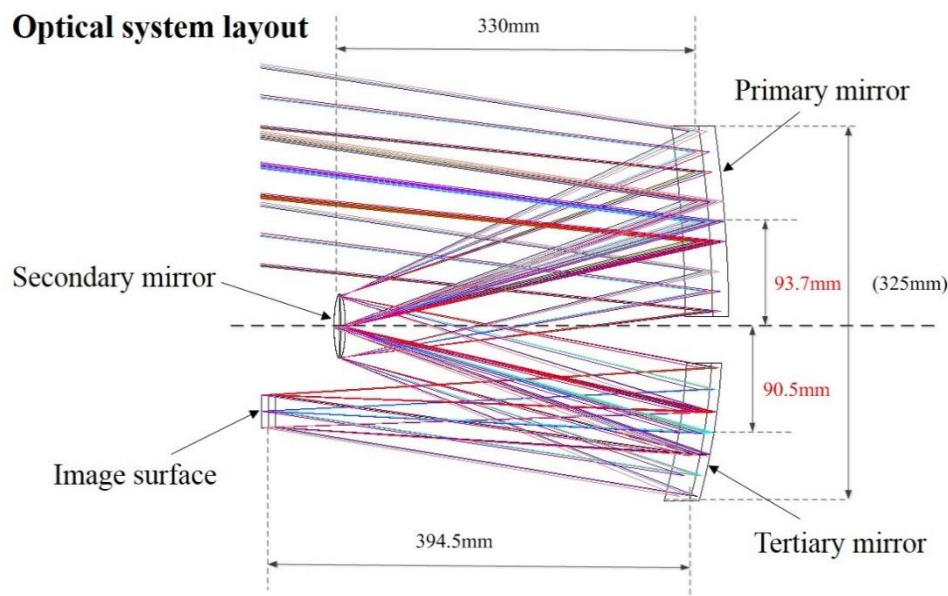 Optical system layout
330mm
Primary mirror
Secondary mirror
93.7mm
(325mm)
90.5mm
Image surface
394.5mm
Tertiary mirror